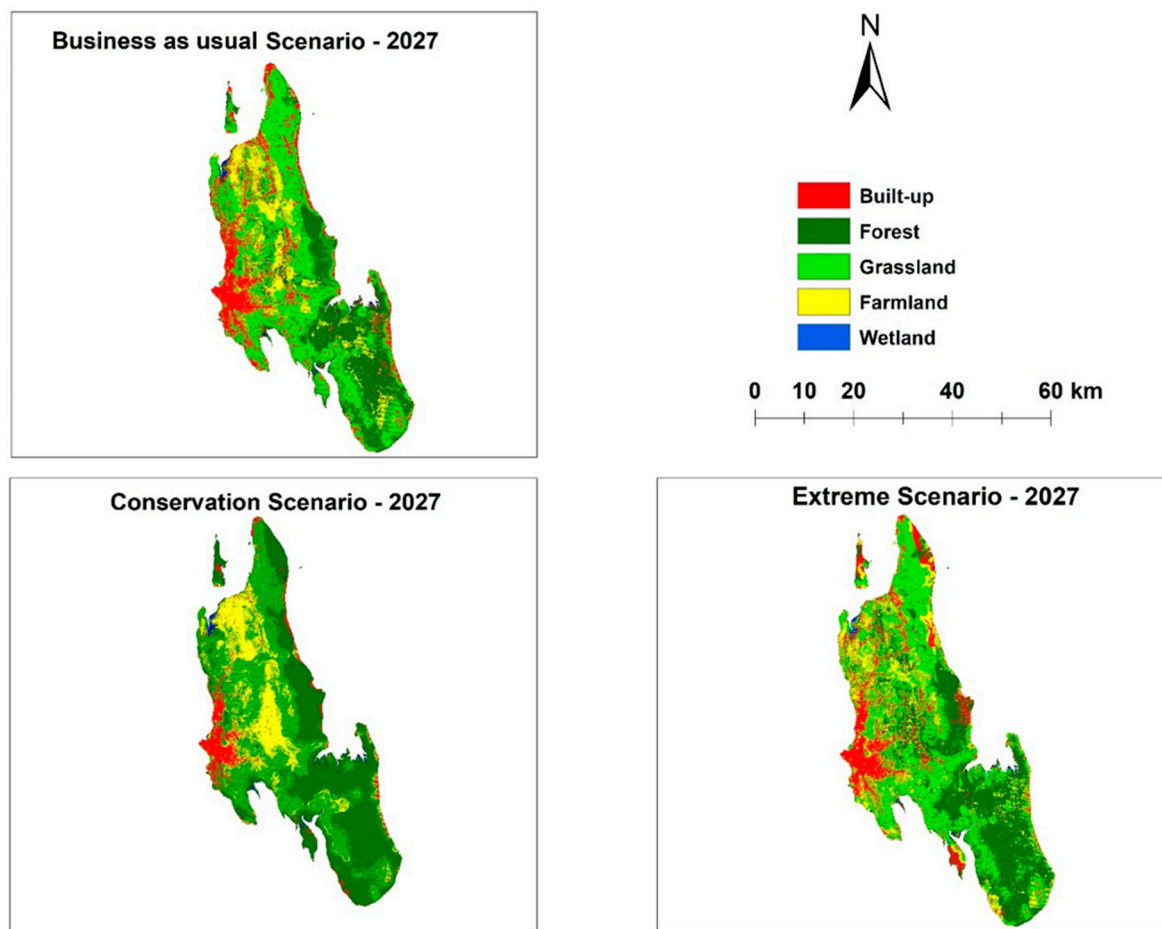 Business as usual Scenario - 2027
N
Built-up
Forest
Grassland
Farmland
Wetland
0 10 20 40 60 km
Conservation Scenario - 2027
Extreme Scenario - 2027